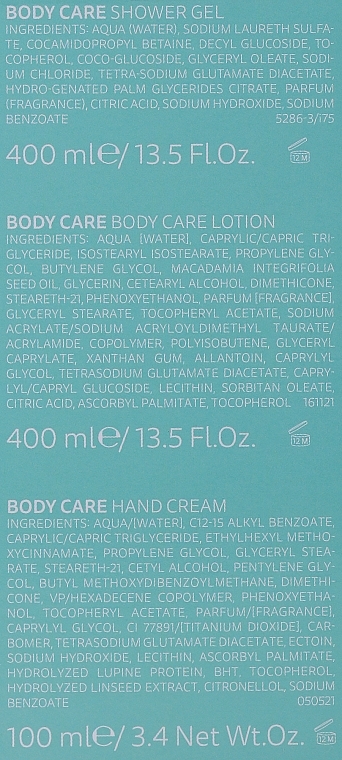 BODY CARE SHOWER GEL
INGREDIENTS: AQUA (WATER), SODIUM LAURETH SULFA-
TE, COCAMIDOPROPYL BETAINE, DECYL GLUCOSIDE, TO-
COPHEROL, COCO-GLUCOSIDE, GLYCERYL OLEATE, SODI-
UM CHLORIDE, TETRA-SODIUM GLUTAMATE DIACETATE,
HYDRO-GENATED PALM GLYCERIDES CITRATE, PARFUM
(FRAGRANCE), CITRIC ACID, SODIUM HYDROXIDE, SODIUM
BENZOATE 5286-3/i75
400 ml℮/ 13.5 Fl.Oz. 12 M
BODY CARE BODY CARE LOTION
INGREDIENTS: AQUA [WATER], CAPRYLIC/CAPRIC TRI-
GLYCERIDE, ISOSTEARYL ISOSTEARATE, PROPYLENE GLY-
COL, BUTYLENE GLYCOL, MACADAMIA INTEGRIFOLIA
SEED OIL, GLYCERIN, CETEARYL ALCOHOL, DIMETHICONE,
STEARETH-21, PHENOXYETHANOL, PARFUM [FRAGRANCE],
GLYCERYL STEARATE, TOCOPHERYL ACETATE, SODIUM
ACRYLATE/SODIUM ACRYLOYLDIMETHYL TAURATE/
ACRYLAMIDE, COPOLYMER, POLYISOBUTENE, GLYCERYL
CAPRYLATE, XANTHAN GUM, ALLANTOIN, CAPRYLYL
GLYCOL, TETRASODIUM GLUTAMATE DIACETATE, CAPRY-
LYL/CAPRYL GLUCOSIDE, LECITHIN, SORBITAN OLEATE,
CITRIC ACID, ASCORBYL PALMITATE, TOCOPHEROL 161121
400 ml℮/ 13.5 Fl.Oz. 12 M
BODY CARE HAND CREAM
INGREDIENTS: AQUA/[WATER], C12-15 ALKYL BENZOATE,
CAPRYLIC/CAPRIC TRIGLYCERIDE, ETHYLHEXYL METHO-
XYCINNAMATE, PROPYLENE GLYCOL, GLYCERYL STEA-
RATE, STEARETH-21, CETYL ALCOHOL, PENTYLENE GLY-
COL, BUTYL METHOXYDIBENZOYLMETHANE, DIMETHI-
CONE, VP/HEXADECENE COPOLYMER, PHENOXYETHA-
NOL, TOCOPHERYL ACETATE, PARFUM/[FRAGRANCE],
CAPRYLYL GLYCOL, CI 77891/[TITANIUM DIOXIDE], CAR-
BOMER, TETRASODIUM GLUTAMATE DIACETATE, ECTOIN,
SODIUM HYDROXIDE, LECITHIN, ASCORBYL PALMITATE,
HYDROLYZED LUPINE PROTEIN, BHT, TOCOPHEROL,
HYDROLYZED LINSEED EXTRACT, CITRONELLOL, SODIUM
BENZOATE 050521
100 ml℮/ 3.4 Net Wt.Oz. 12 M